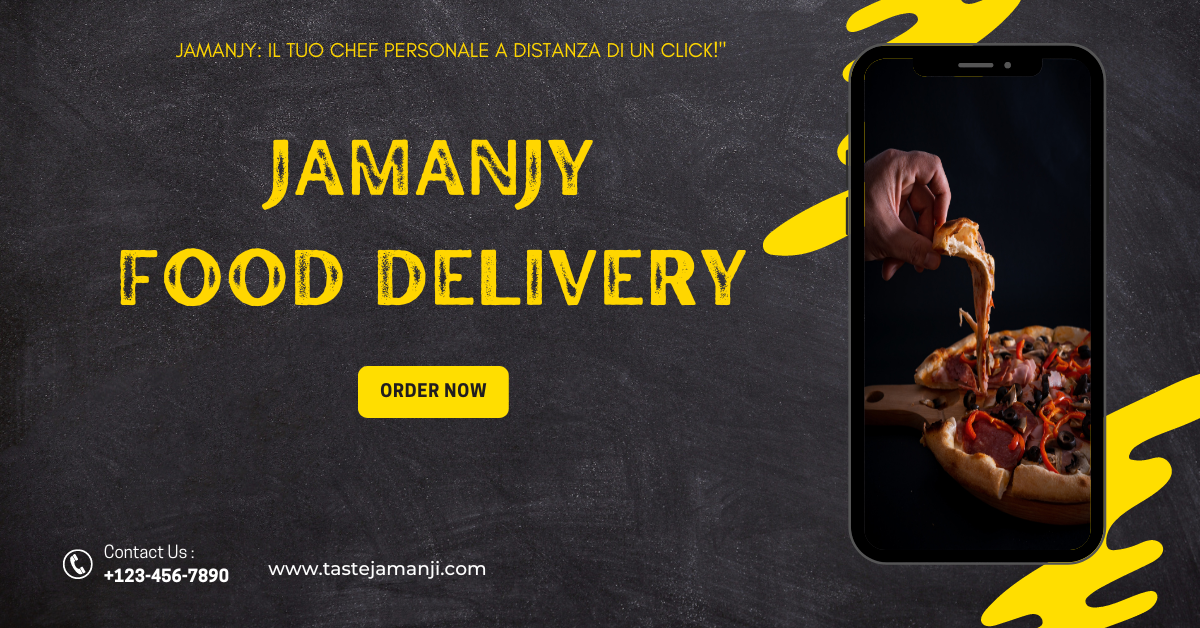 JAMANJY: IL TUO CHEF PERSONALE A DISTANZA DI UN CLICK!"
JAMANJY
FOOD DELIVERY
ORDER NOW
Contact Us :
+123-456-7890
www.tastejamanji.com